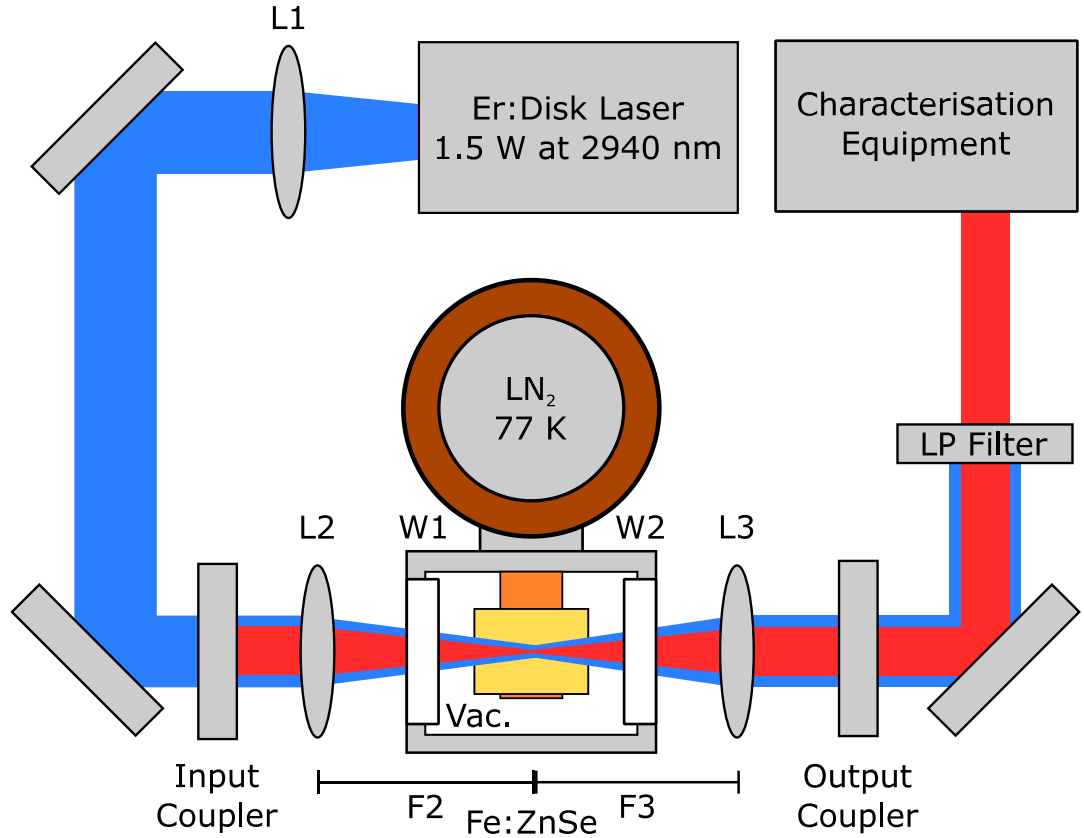 L1
Er:Disk Laser
1.5 W at 2940 nm
Characterisation
Equipment
LN₂
77 K
LP Filter
L2
W1
W2
L3
Vac.
Input
Coupler
F2
F3
Fe:ZnSe
Output
Coupler